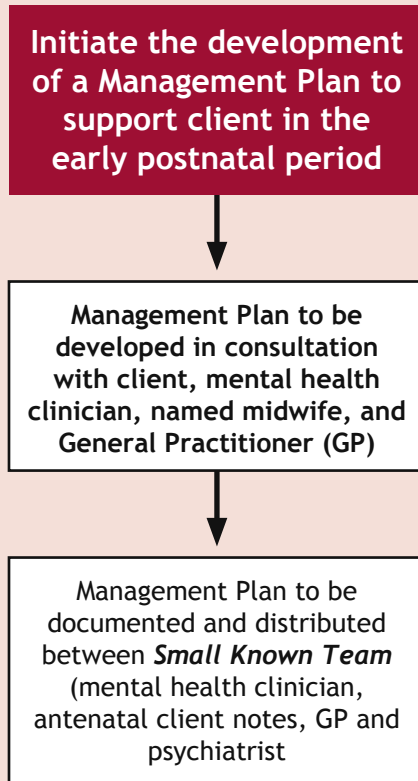 Initiate the development
of a Management Plan to
support client in the
early postnatal period
Management Plan to be
developed in consultation
with client, mental health
clinician, named midwife, and
General Practitioner (GP)
Management Plan to be
documented and distributed
between Small Known Team
(mental health clinician,
antenatal client notes, GP and
psychiatrist